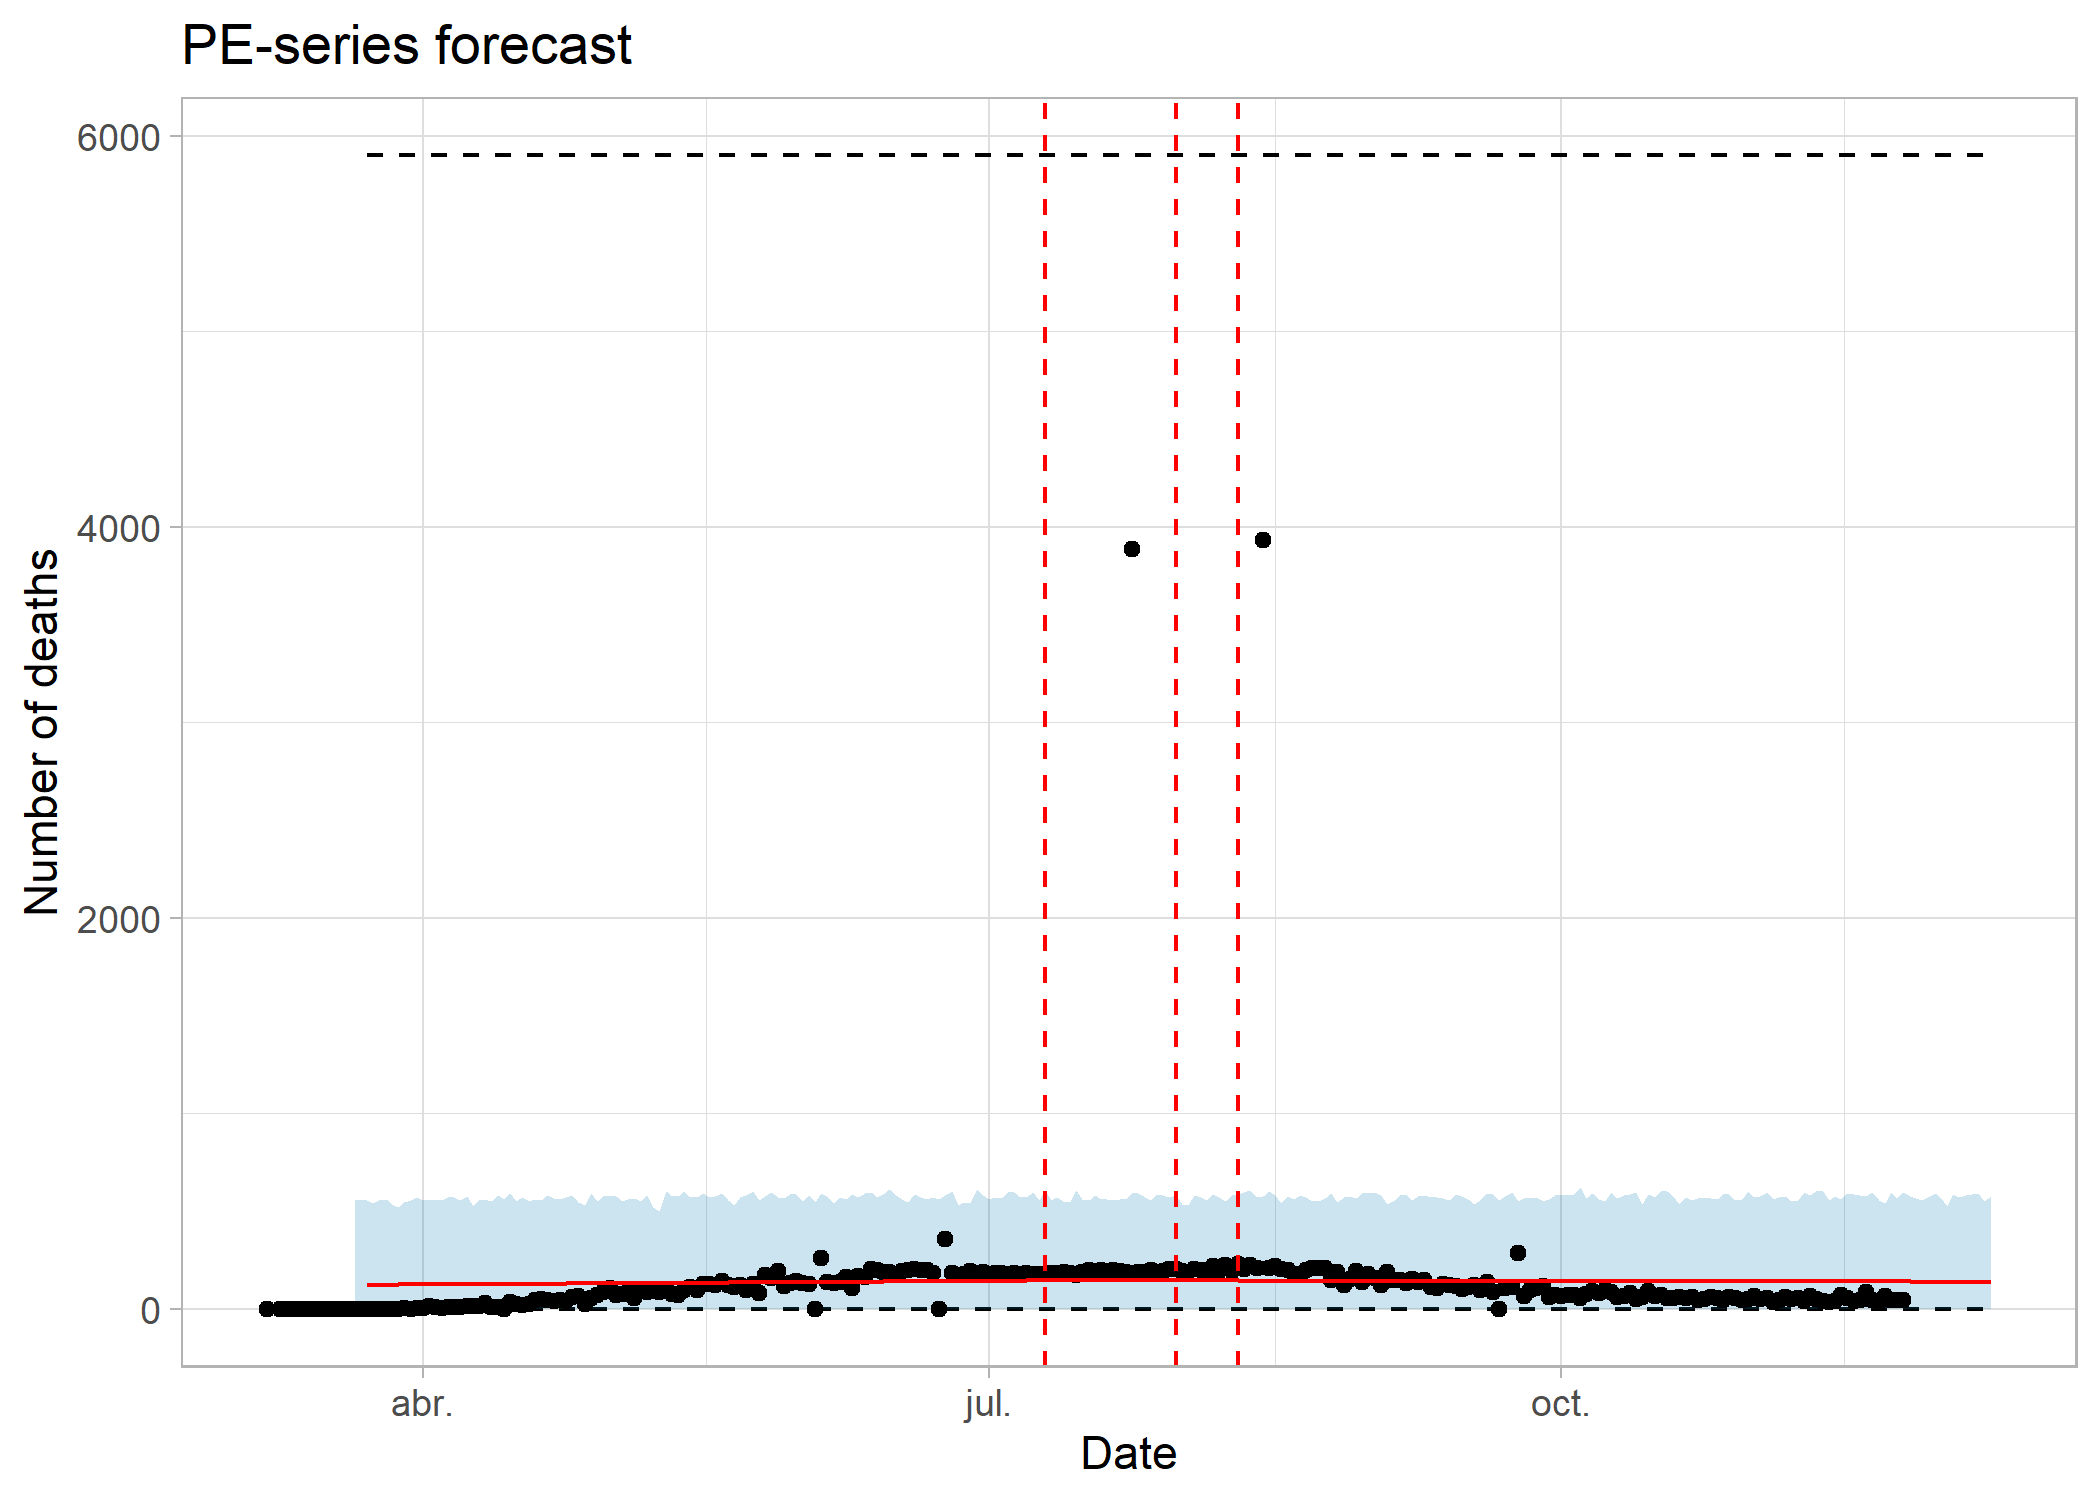 PE-series forecast
6000
4000
2000
0
Number of deaths
abr.
jul.
oct.
Date